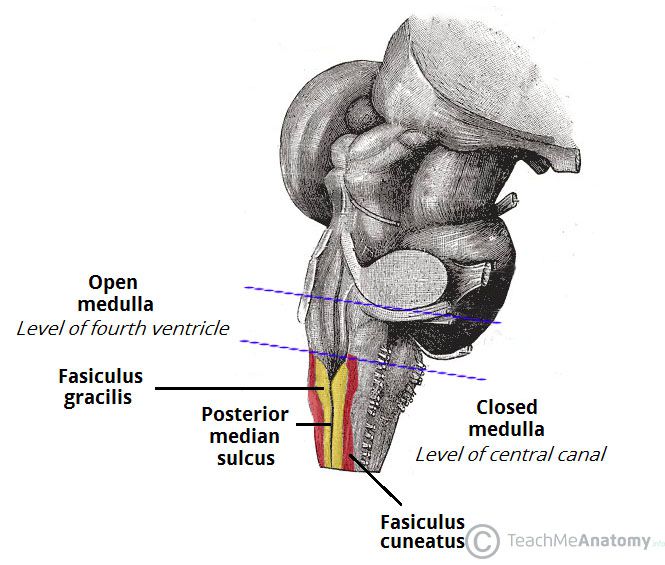 Open
medulla
Level of fourth ventricle
Fasiculus
gracilis
Posterior
median
sulcus
Closed
medulla
Level of central canal
Fasiculus
cuneatus
© TeachMeAnatomy.info